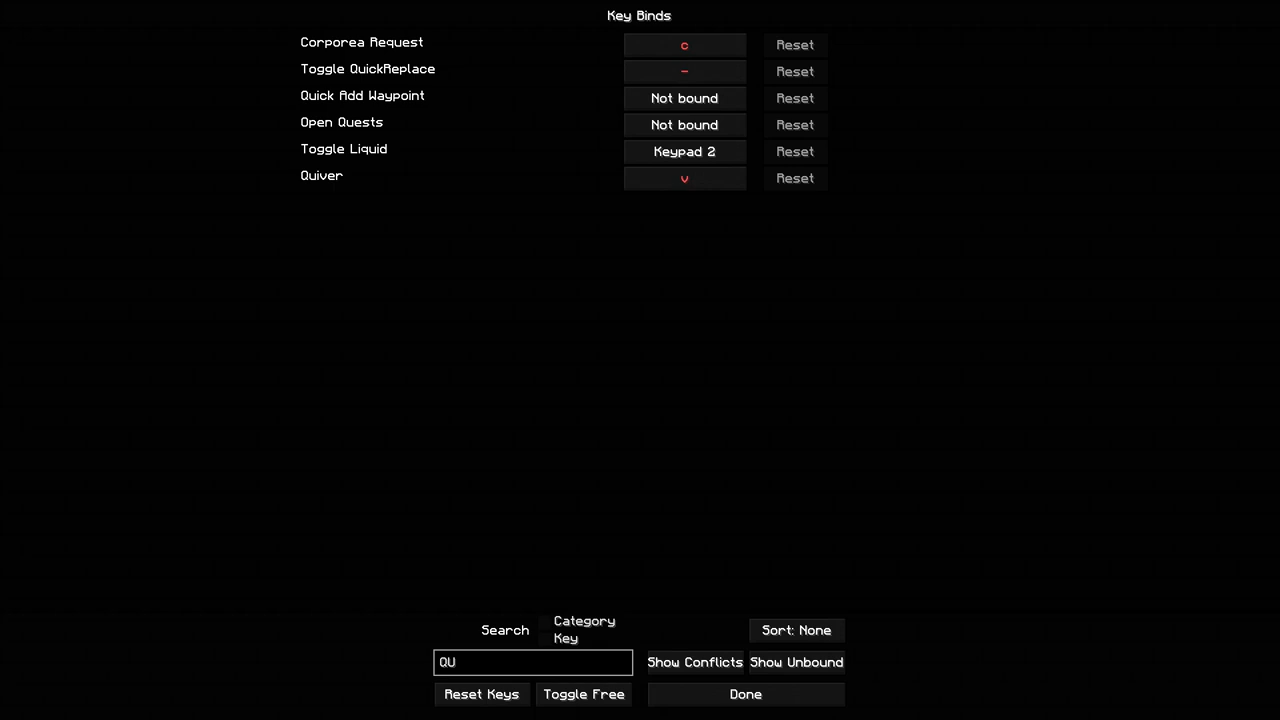 Key Binds
Corporea Request c Reset
Toggle QuickReplace - Reset
Quick Add Waypoint Not bound Reset
Open Quests Not bound Reset
Toggle Liquid Keypad 2 Reset
Quiver v Reset
Category
Search Sort: None
Key
QU Show Conflicts Show Unbound
Reset Keys Toggle Free Done